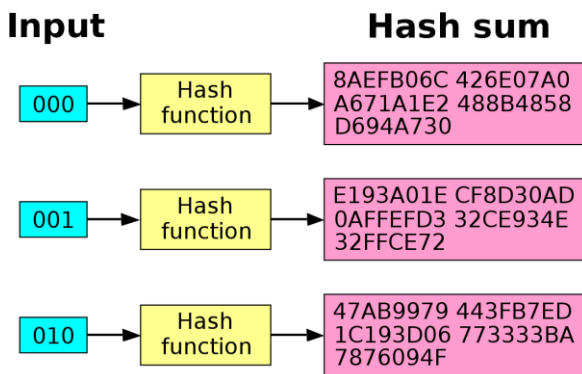 Input
Hash sum
000
Hash
function
8AEFB06C 426E07A0
A671A1E2 488B4858
D694A730
001
Hash
function
E193A01E CF8D30AD
0AFFEFD3 32CE934E
32FFCE72
010
Hash
function
47AB9979 443FB7ED
1C193D06 773333BA
7876094F